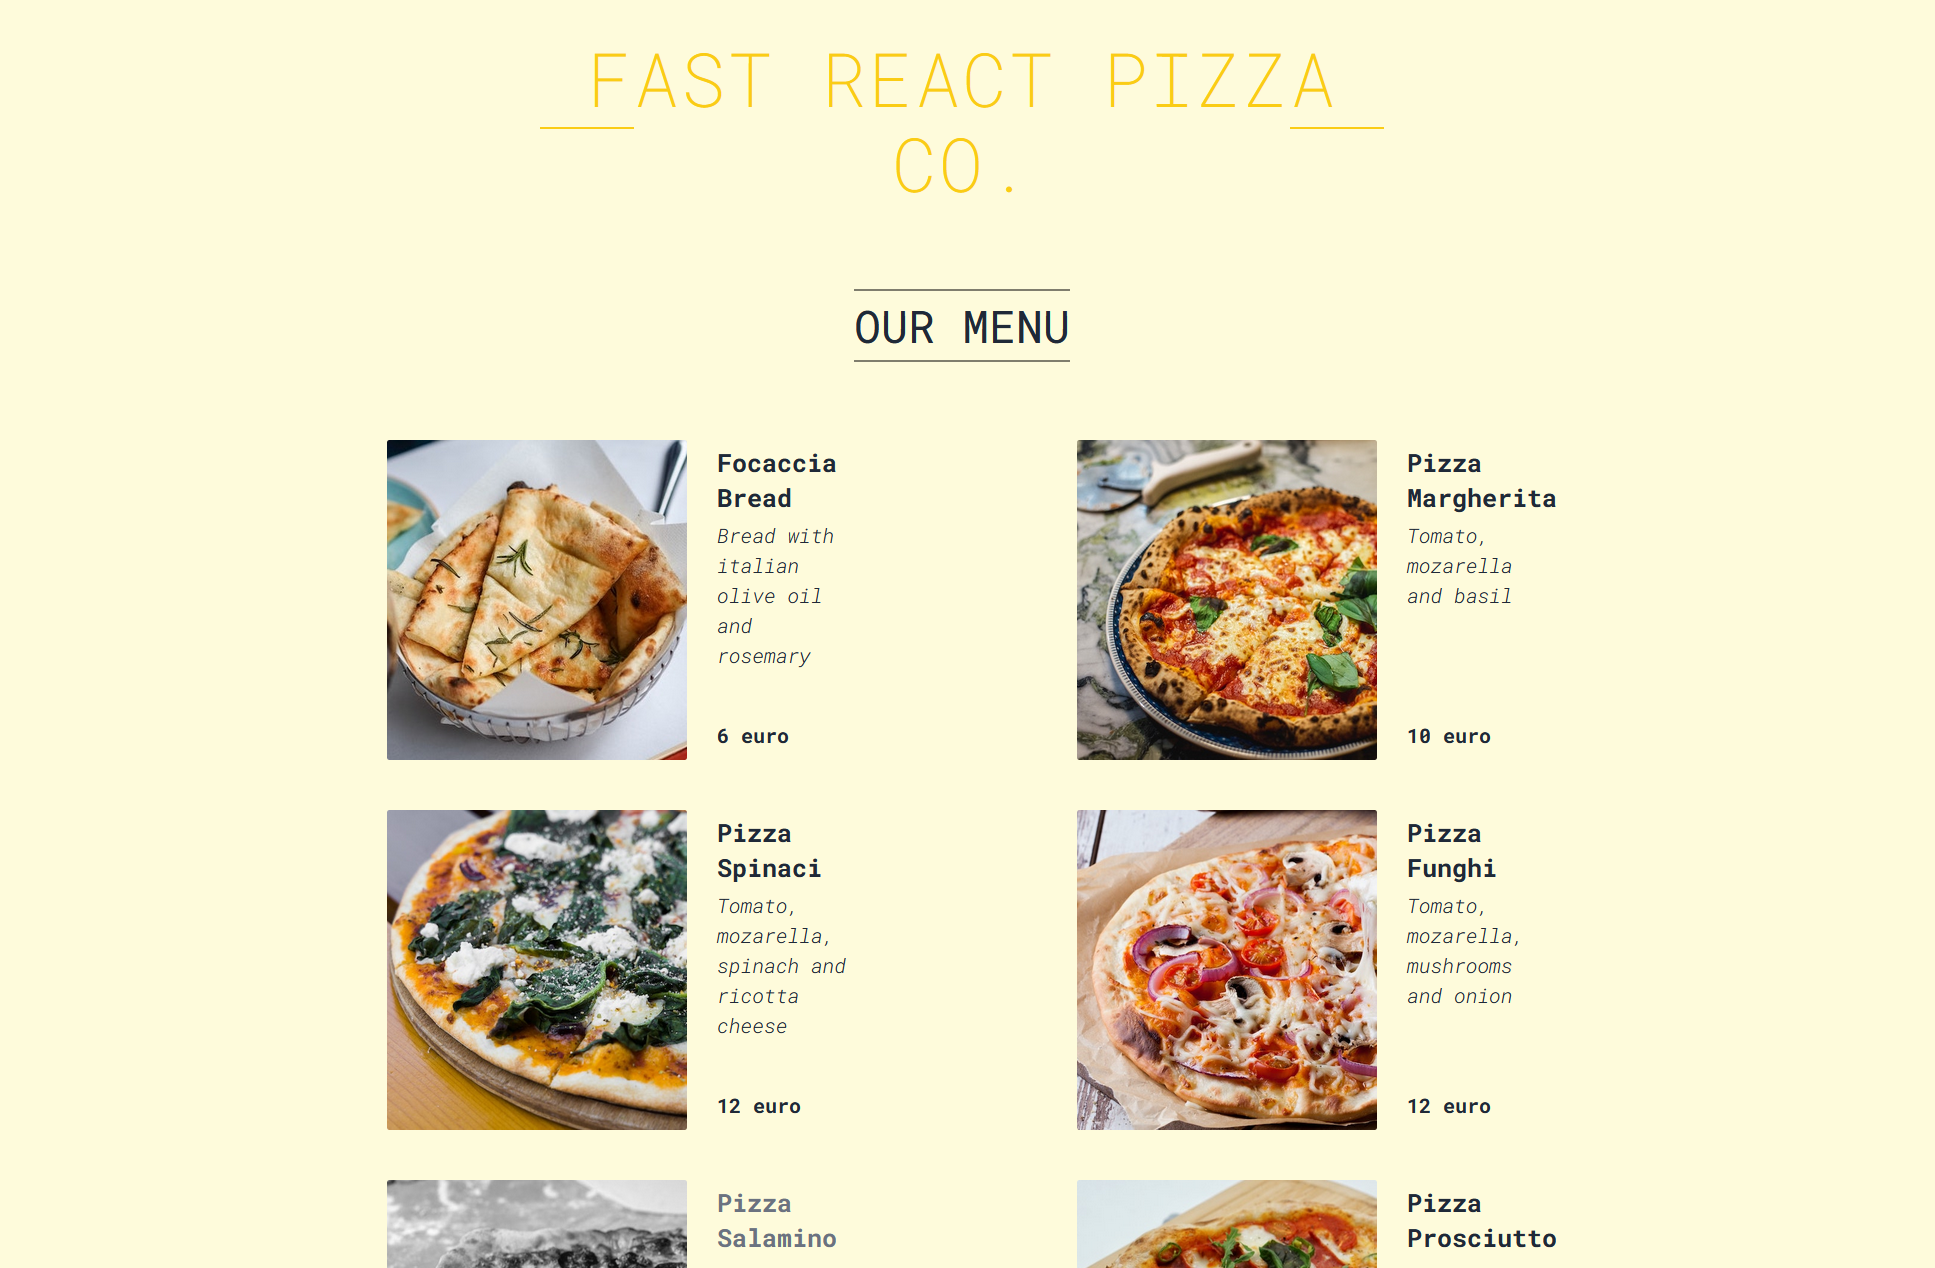 FAST REACT PIZZA
CO.
OUR MENU
Focaccia
Bread
Bread with
italian
olive oil
and
rosemary
6 euro
Pizza
Margherita
Tomato,
mozarella
and basil
10 euro
Pizza
Spinaci
Tomato,
mozarella,
spinach and
ricotta
cheese
12 euro
Pizza
Funghi
Tomato,
mozarella,
mushrooms
and onion
12 euro
Pizza
Salamino
Pizza
Prosciutto